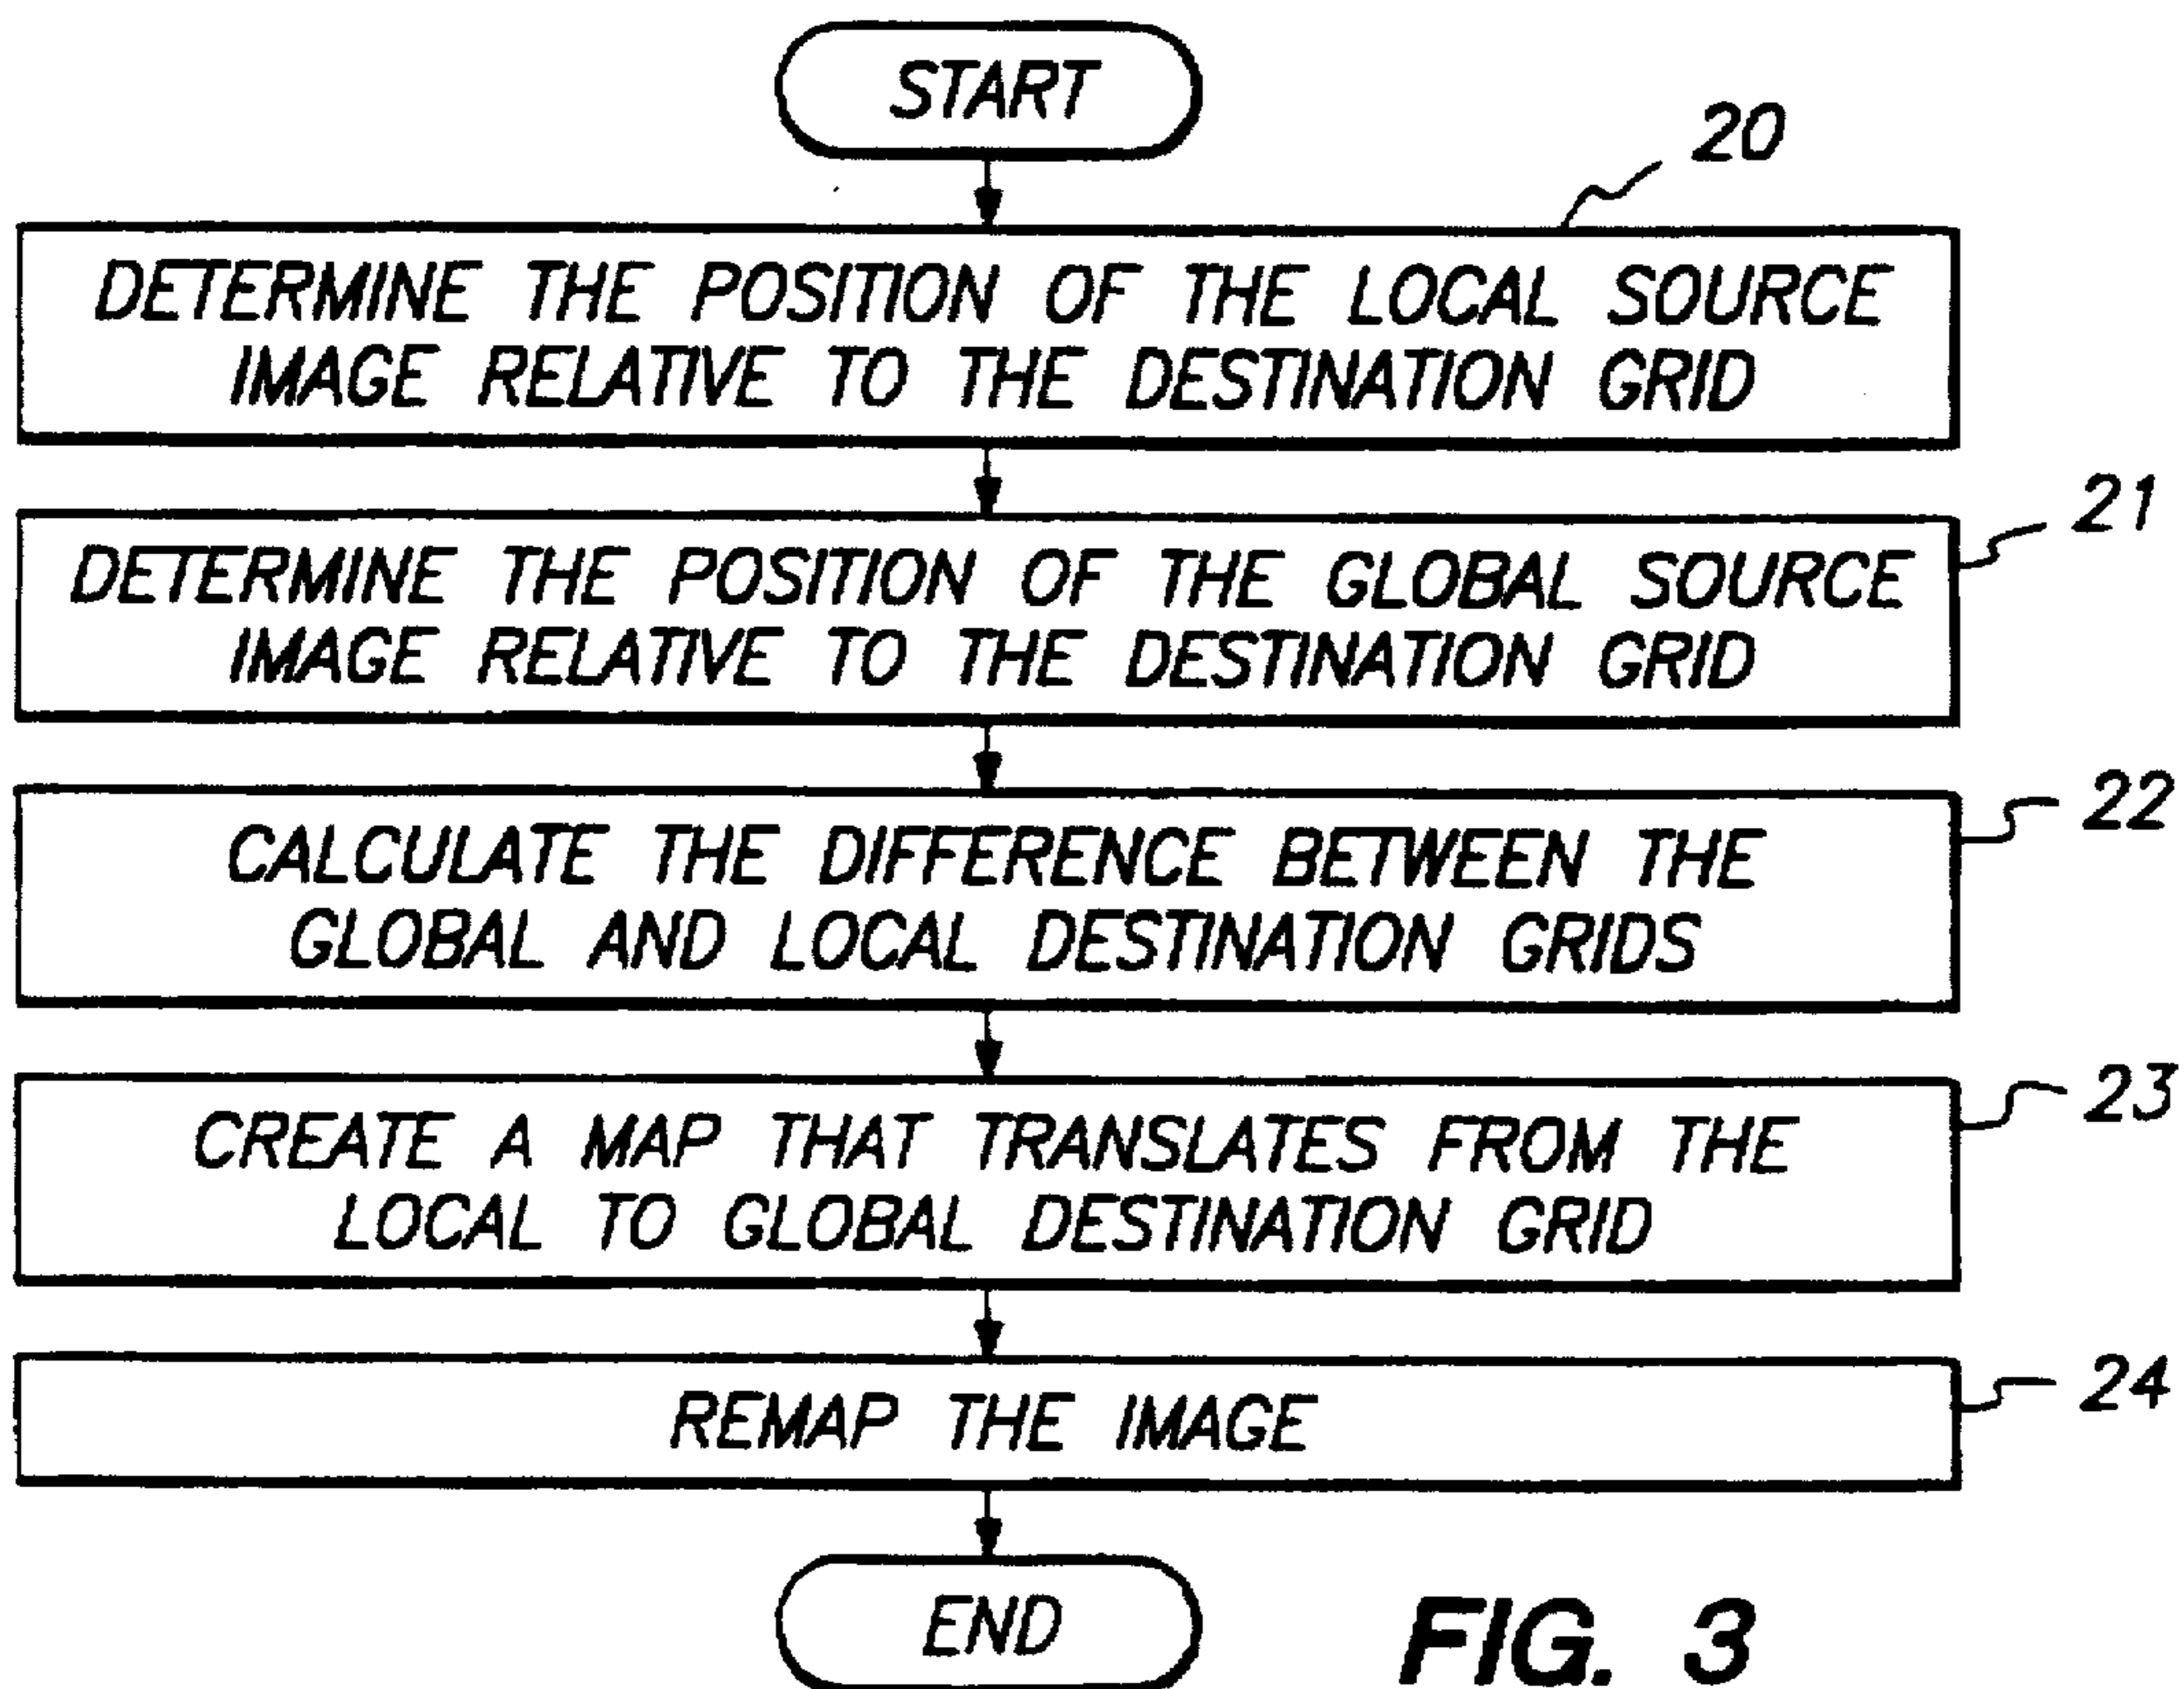 START
20
DETERMINE THE POSITION OF THE LOCAL SOURCE
IMAGE RELATIVE TO THE DESTINATION GRID
21
DETERMINE THE POSITION OF THE GLOBAL SOURCE
IMAGE RELATIVE TO THE DESTINATION GRID
22
CALCULATE THE DIFFERENCE BETWEEN THE
GLOBAL AND LOCAL DESTINATION GRIDS
23
CREATE A MAP THAT TRANSLATES FROM THE
LOCAL TO GLOBAL DESTINATION GRID
24
REMAP THE IMAGE
END
FIG. 3